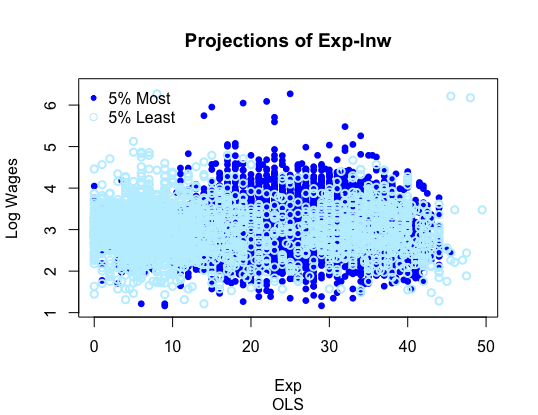 Projections of Exp-lnw
5% Most
5% Least
Log Wages
6
5
4
3
2
1
0 10 20 30 40 50
Exp
OLS